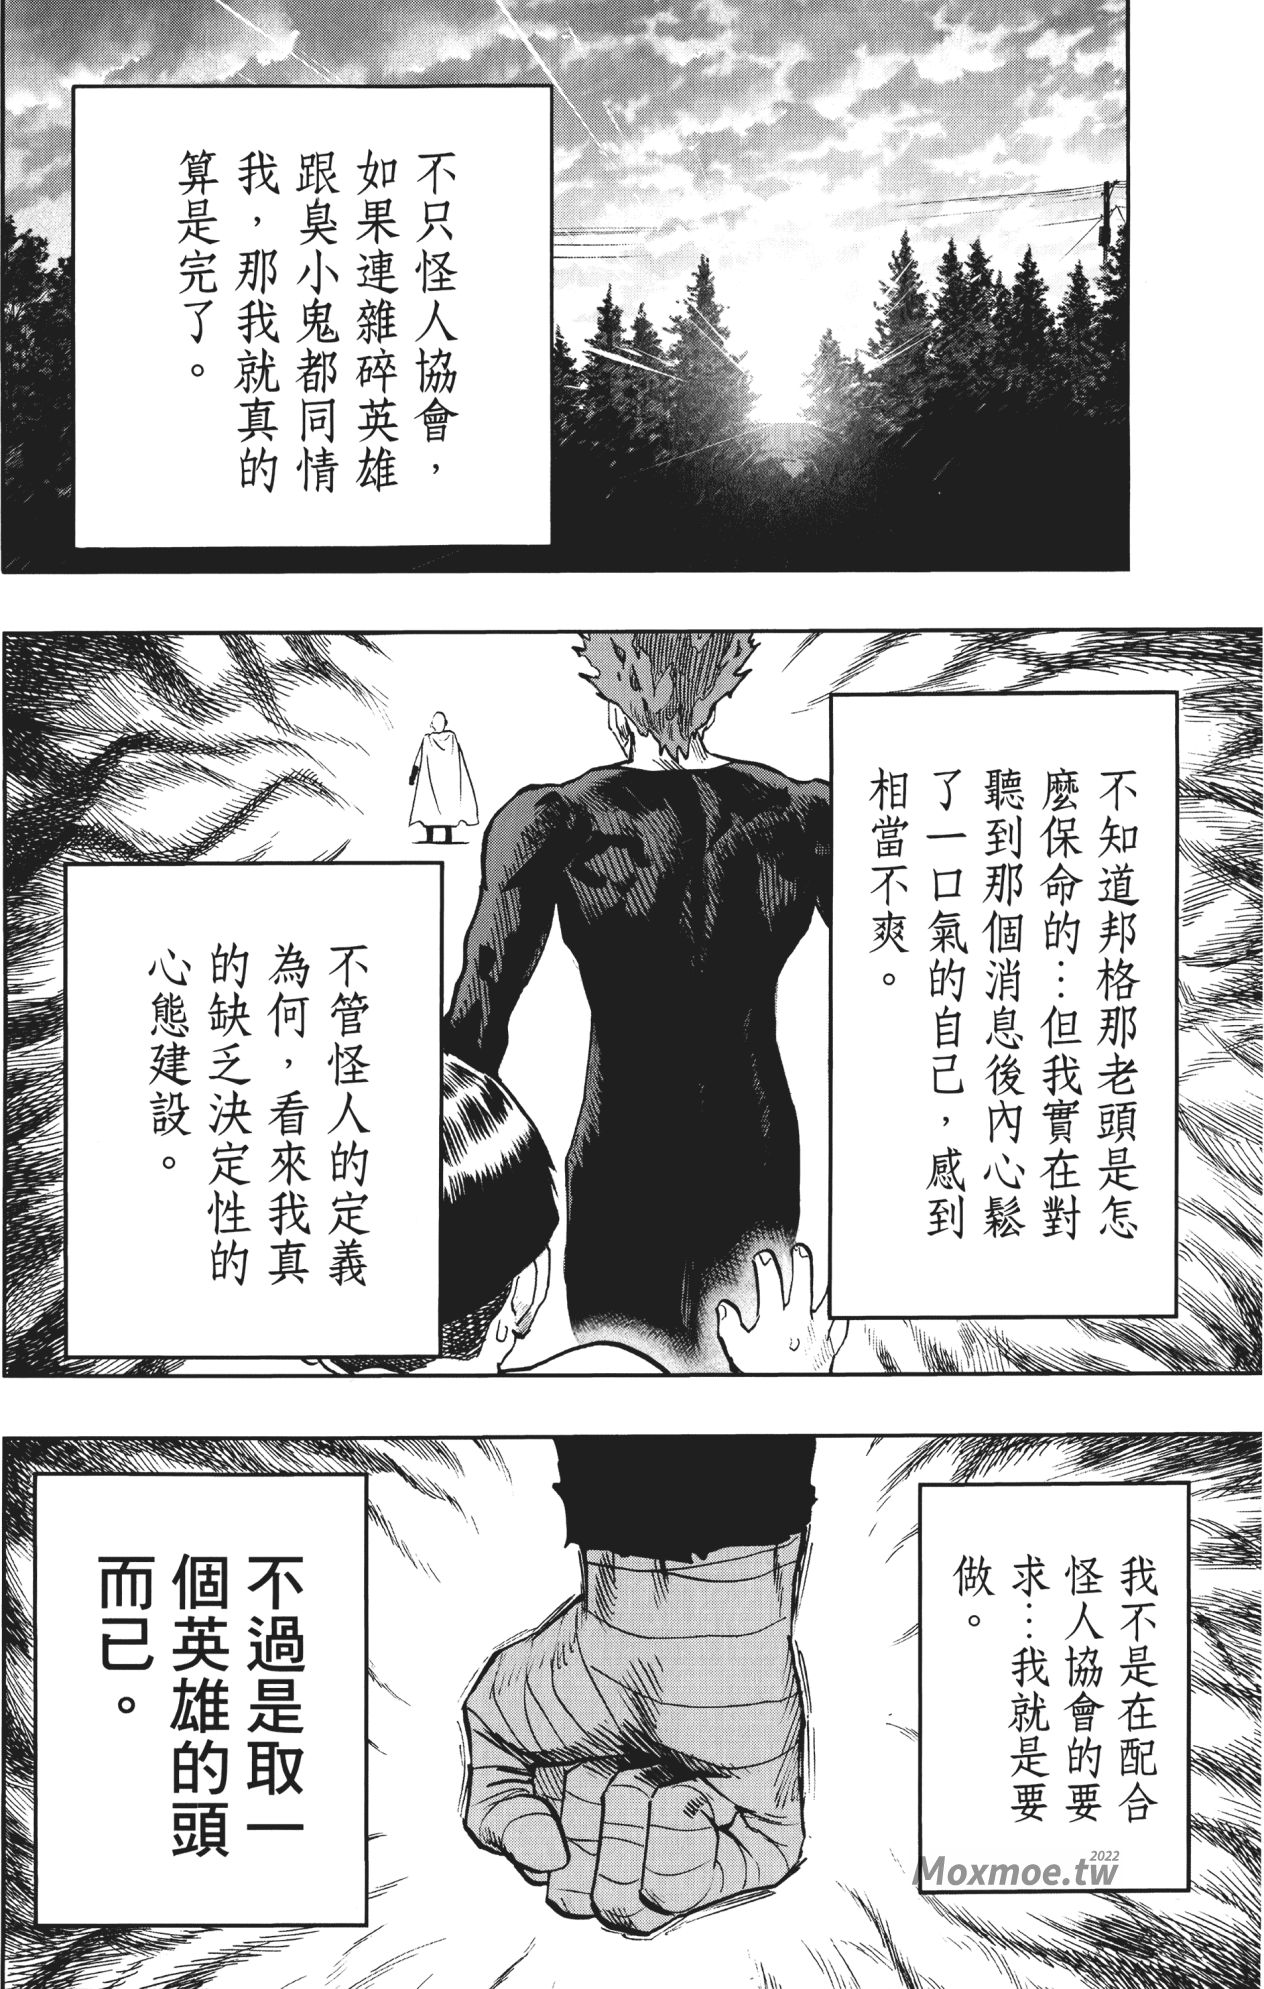 不只怪人協會，
如果連雜碎英雄
跟臭小鬼都同情
我，那我就真的
算是完了。
不知道邦格那老頭是怎
麼保命的…但我實在對
聽到那個消息後內心鬆
了一口氣的自己，感到
相當不爽。
不管怪人的定義
為何，看來我真
的缺乏決定性的
心態建設。
我不是在配合
怪人協會的要
求…我就是要
做。
不過是取一
個英雄的頭
而已。
2022
Moxmoe.tw